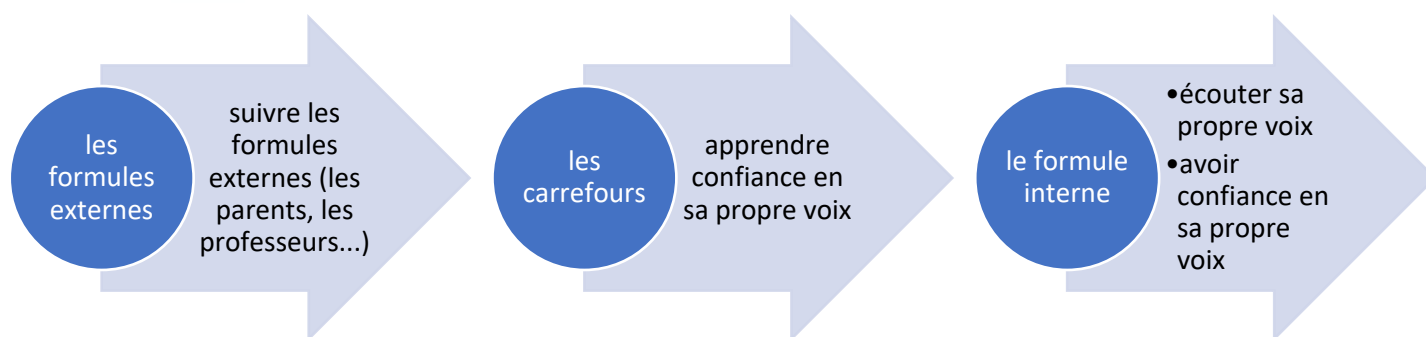 les
formules
externes
suivre les
formules
externes (les
parents, les
professeurs...)
les
carrefours
apprendre
confiance en
sa propre voix
le formule
interne
•écouter sa
propre voix
•avoir
confiance en
sa propre
voix